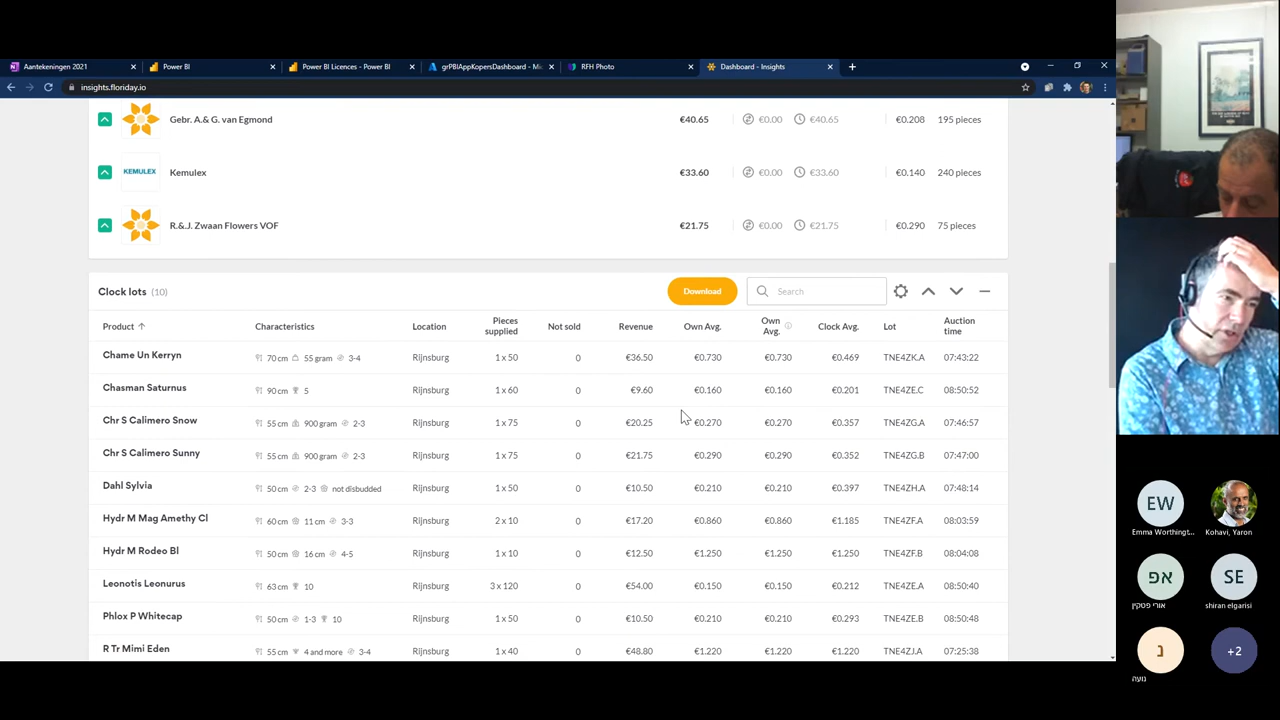 Aantekeningen 2021
Power BI
Power BI Licences - Power BI
grPBIAppKopersDashboard - Mic
RFH Photo
Dashboard - Insights
insights.floriday.io
Gebr. A.& G. van Egmond €40.65 €0.00 €40.65 €0.208 195 pieces
KEMULEX Kemulex €33.60 €0.00 €33.60 €0.140 240 pieces
R.&.J. Zwaan Flowers VOF €21.75 €0.00 €21.75 €0.290 75 pieces
Clock lots (10) Download Search
Product Characteristics Location Pieces supplied Not sold Revenue Own Avg. Own Avg. Clock Avg. Lot Auction time
Chame Un Kerryn 70 cm 55 gram 3-4 Rijnsburg 1 x 50 0 €36.50 €0.730 €0.730 €0.469 TNE4ZK.A 07:43:22
Chasman Saturnus 90 cm 5 Rijnsburg 1 x 60 0 €9.60 €0.160 €0.160 €0.201 TNE4ZE.C 08:50:52
Chr S Calimero Snow 55 cm 900 gram 2-3 Rijnsburg 1 x 75 0 €20.25 €0.270 €0.270 €0.357 TNE4ZG.A 07:46:57
Chr S Calimero Sunny 55 cm 900 gram 2-3 Rijnsburg 1 x 75 0 €21.75 €0.290 €0.290 €0.352 TNE4ZG.B 07:47:00
Dahl Sylvia 50 cm 2-3 not disbudded Rijnsburg 1 x 50 0 €10.50 €0.210 €0.210 €0.397 TNE4ZH.A 07:48:14
Hydr M Mag Amethy Cl 60 cm 11 cm 3-3 Rijnsburg 2 x 10 0 €17.20 €0.860 €0.860 €1.185 TNE4ZF.A 08:03:59
Hydr M Rodeo Bl 50 cm 16 cm 4-5 Rijnsburg 1 x 10 0 €12.50 €1.250 €1.250 €1.250 TNE4ZF.B 08:04:08
Leonotis Leonurus 63 cm 10 Rijnsburg 3 x 120 0 €54.00 €0.150 €0.150 €0.212 TNE4ZE.A 08:50:40
Phlox P Whitecap 50 cm 1-3 10 Rijnsburg 1 x 50 0 €10.50 €0.210 €0.210 €0.293 TNE4ZE.B 08:50:48
R Tr Mimi Eden 55 cm 4 and more 3-4 Rijnsburg 1 x 40 0 €48.80 €1.220 €1.220 €1.220 TNE4ZJ.A 07:25:38
EW
Emma Worthingt... Kohavi, Yaron
אפ SE
אורי פטקין shiran elgarisi
נ +2
נועה